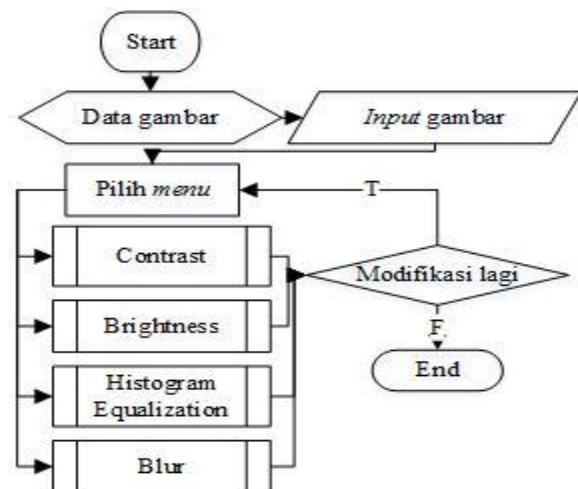 Start
Data gambar
Input gambar
Pilih menu
T
Contrast
Modifikasi lagi
Brightness
F
End
Histogram
Equalization
Blur